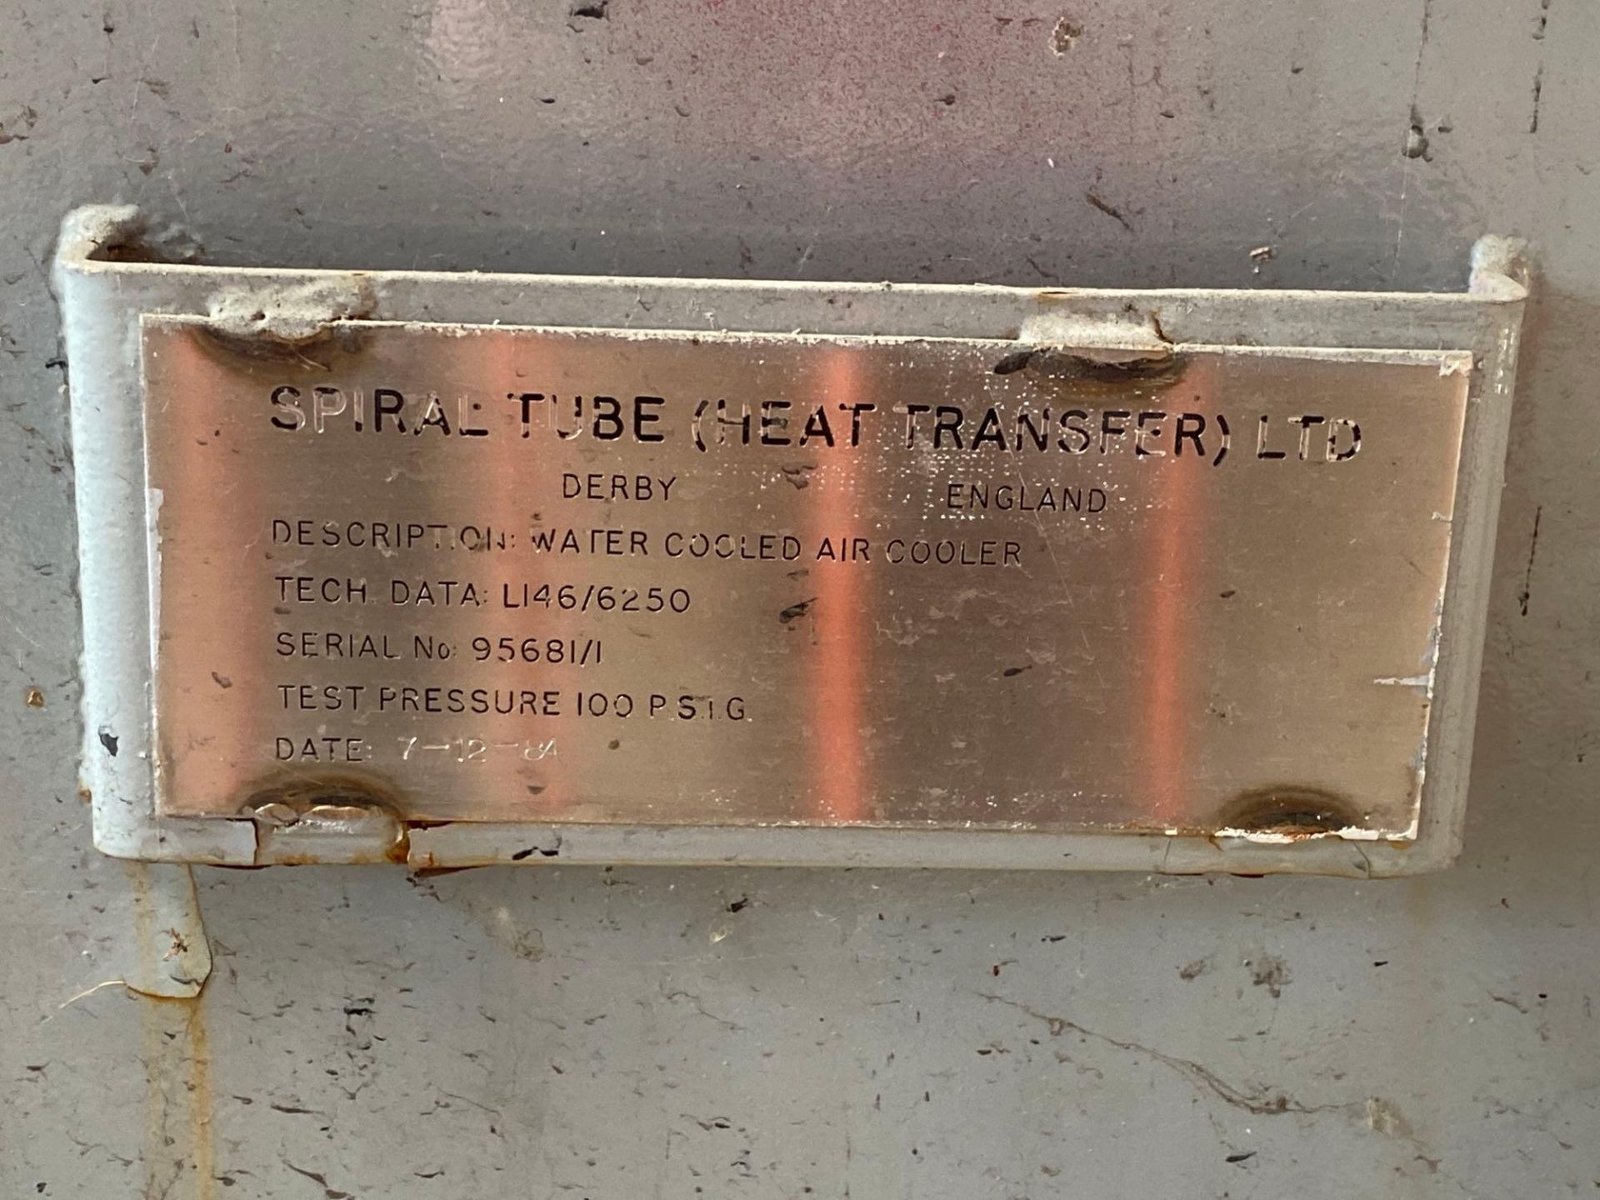 SPIRAL TUBE (HEAT TRANSFER) LTD
DERBY ENGLAND
DESCRIPTION: WATER COOLED AIR COOLER
TECH. DATA: L146/6250
SERIAL No: 95681/1
TEST PRESSURE 100 P.S.I.G.
DATE: 7-12-84